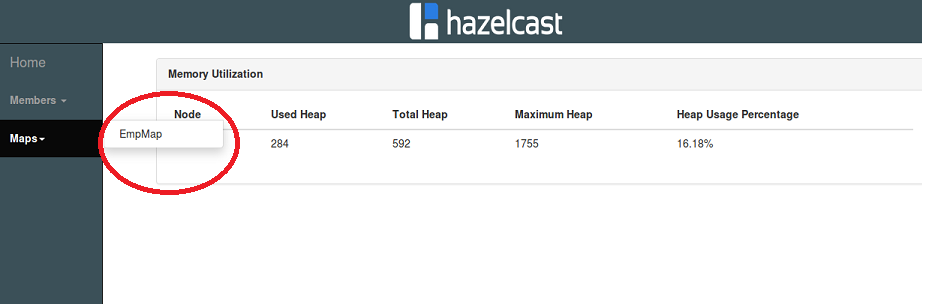 hazelcast
Home
Members
Maps
EmpMap
Memory Utilization
Node Used Heap Total Heap Maximum Heap Heap Usage Percentage
284 592 1755 16.18%